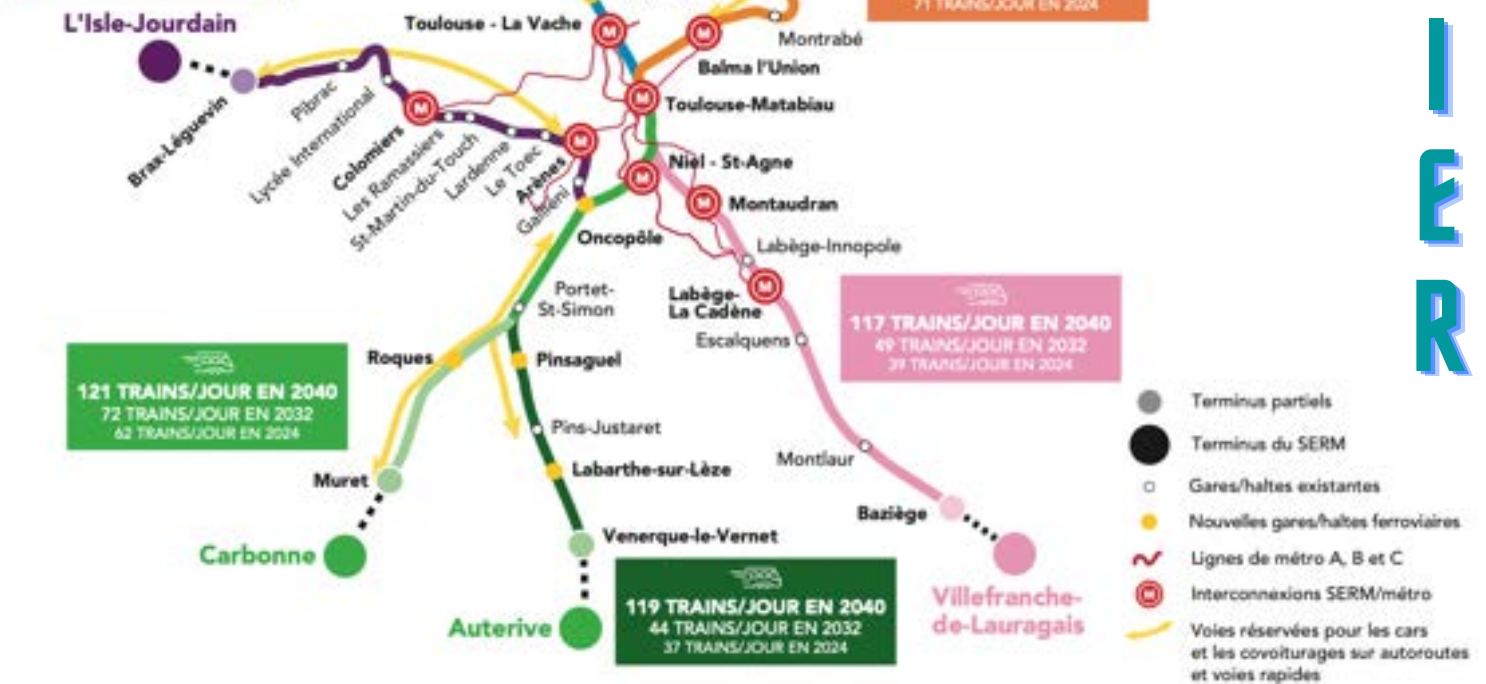 71 TRAINS/JOUR EN 2024
L'Isle-Jourdain
Toulouse - La Vache
Montrabé
Balma l'Union
Toulouse-Matabiau
Brax-Léguevin
Pibrac
Lycée International
Colomiers
Les Ramassiers
St-Martin-du-Touch
Lardenne
Le Toec
Arènes
Gallieni
Niel - St-Agne
Montaudran
Oncopôle
Labège-Innopole
Labège-
La Cadène
Escalquens
Portet-
St-Simon
117 TRAINS/JOUR EN 2040
49 TRAINS/JOUR EN 2032
39 TRAINS/JOUR EN 2024
Roques
Pinsaguel
121 TRAINS/JOUR EN 2040
72 TRAINS/JOUR EN 2032
62 TRAINS/JOUR EN 2024
Pins-Justaret
Labarthe-sur-Lèze
Montlaur
Muret
Baziège
Carbonne
Venerque-le-Vernet
Auterive
119 TRAINS/JOUR EN 2040
44 TRAINS/JOUR EN 2032
37 TRAINS/JOUR EN 2024
Villefranche-
de-Lauragais
Terminus partiels
Terminus du SERM
Gares/haltes existantes
Nouvelles gares/haltes ferroviaires
Lignes de métro A, B et C
M
Interconnexions SERM/métro
Voies réservées pour les cars
et les covoiturages sur autoroutes
et voies rapides
I
E
R